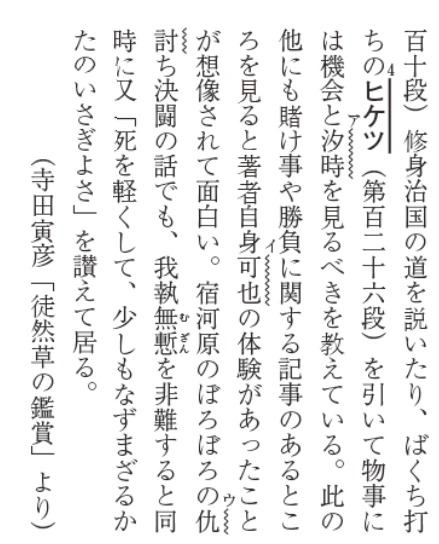 百十段）修身治国の道を説いたり、ばくち打
ちの4ヒケツ（第百二十六段）を引いて物事に
は機会と汐時アを見るべきを教えている。此の
他にも賭け事や勝負に関する記事のあるとこ
ろを見ると著者自身可也イの体験があったこと
が想像されて面白い。宿河原のぼろぼろの仇ウ
討ち決闘の話でも、我執無慙むざんを非難すると同
時に又「死を軽くして、少しもなずまざるか
たのいさぎよさ」を讃えて居る。
（寺田寅彦「徒然草の鑑賞」より）